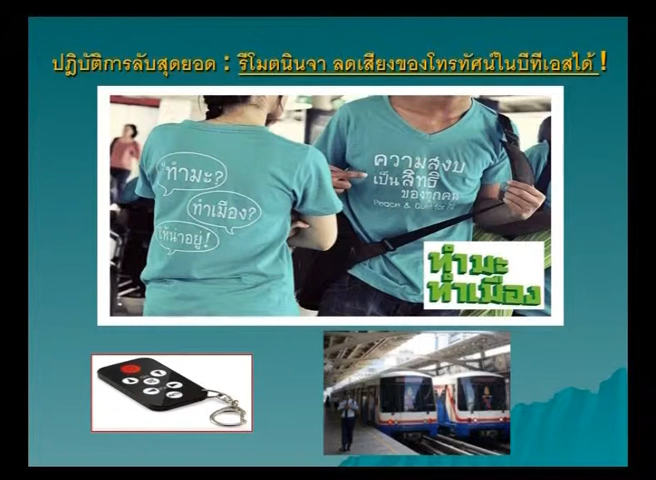 ปฎิบัติการลับสุดยอด : รีโมตนินจา ลดเสียงของโทรทัศน์ในบีทีเอสได้ !
"ทำมะ?
ทำเมือง?
ให้น่าอยู่!
ความสงบ
เป็นสิทธิ
ของทุกคน
Peace & Quiet for All
ทำมะ
ทำเมือง